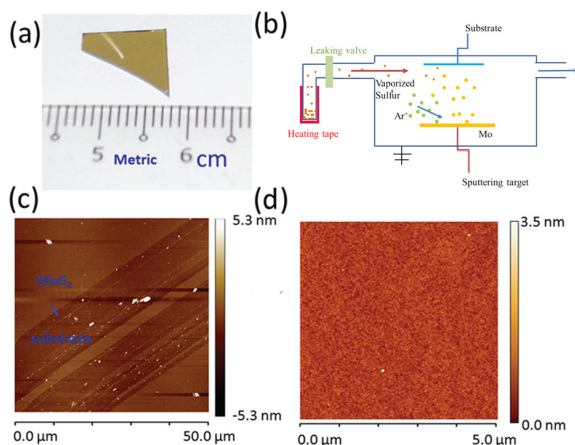 (a)
5
6
Metric
cm
(b)
Substrate
Leaking valve
Vaporized
Sulfur
Heating tape
Ar+
Mo
Sputtering target
(c)
5.3 nm
MoS₂
substrate
-5.3 nm
0.0 μm
50.0 μm
(d)
3.5 nm
0.0 nm
0.0 μm
5.0 μm